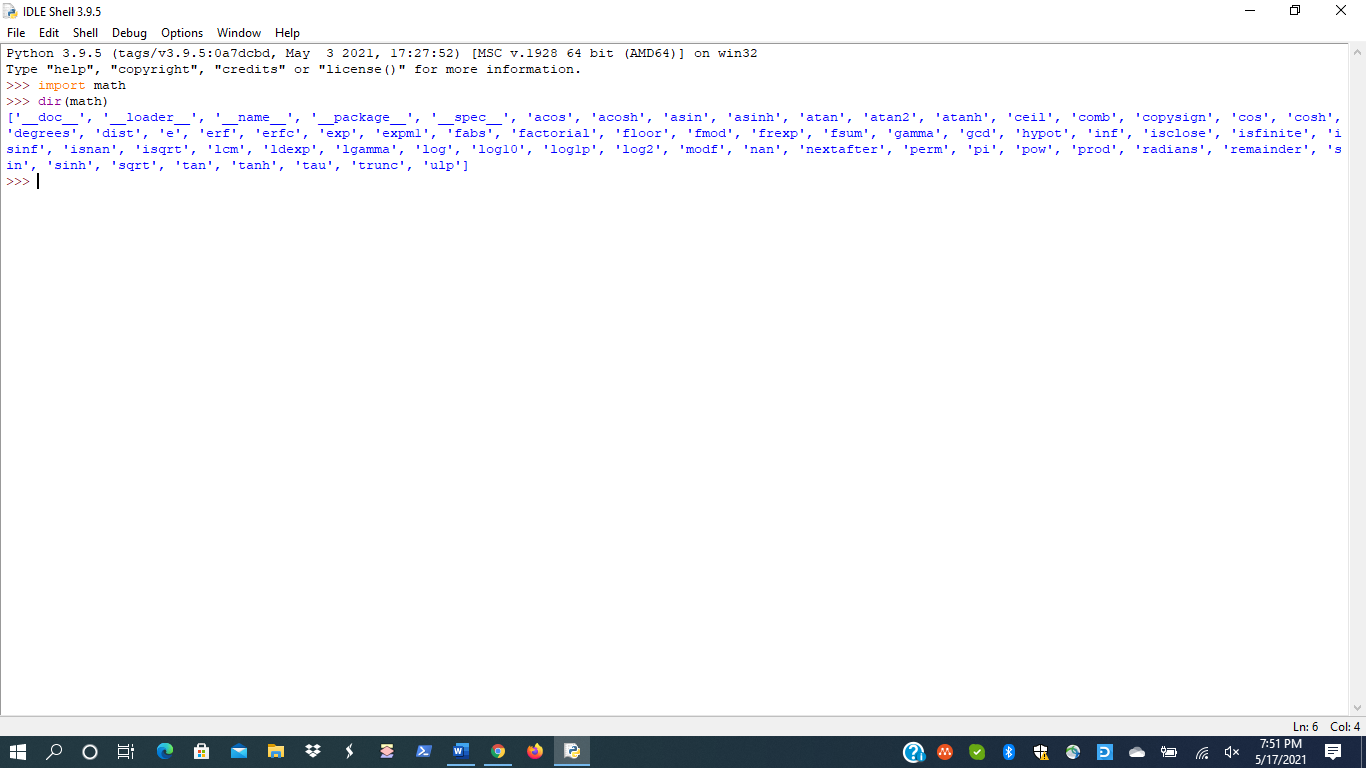 IDLE Shell 3.9.5
File Edit Shell Debug Options Window Help
Python 3.9.5 (tags/v3.9.5:0a7dcbd, May  3 2021, 17:27:52) [MSC v.1928 64 bit (AMD64)] on win32
Type "help", "copyright", "credits" or "license()" for more information.
>>> import math
>>> dir(math)
['__doc__', '__loader__', '__name__', '__package__', '__spec__', 'acos', 'acosh', 'asin', 'asinh', 'atan', 'atan2', 'atanh', 'ceil', 'comb', 'copysign', 'cos', 'cosh',
'degrees', 'dist', 'e', 'erf', 'erfc', 'exp', 'expm1', 'fabs', 'factorial', 'floor', 'fmod', 'frexp', 'fsum', 'gamma', 'gcd', 'hypot', 'inf', 'isclose', 'isfinite', 'i
sinf', 'isnan', 'isqrt', 'lcm', 'ldexp', 'lgamma', 'log', 'log10', 'log1p', 'log2', 'modf', 'nan', 'nextafter', 'perm', 'pi', 'pow', 'prod', 'radians', 'remainder', 's
in', 'sinh', 'sqrt', 'tan', 'tanh', 'tau', 'trunc', 'ulp']
>>>
Ln: 6 Col: 4
7:51 PM
5/17/2021